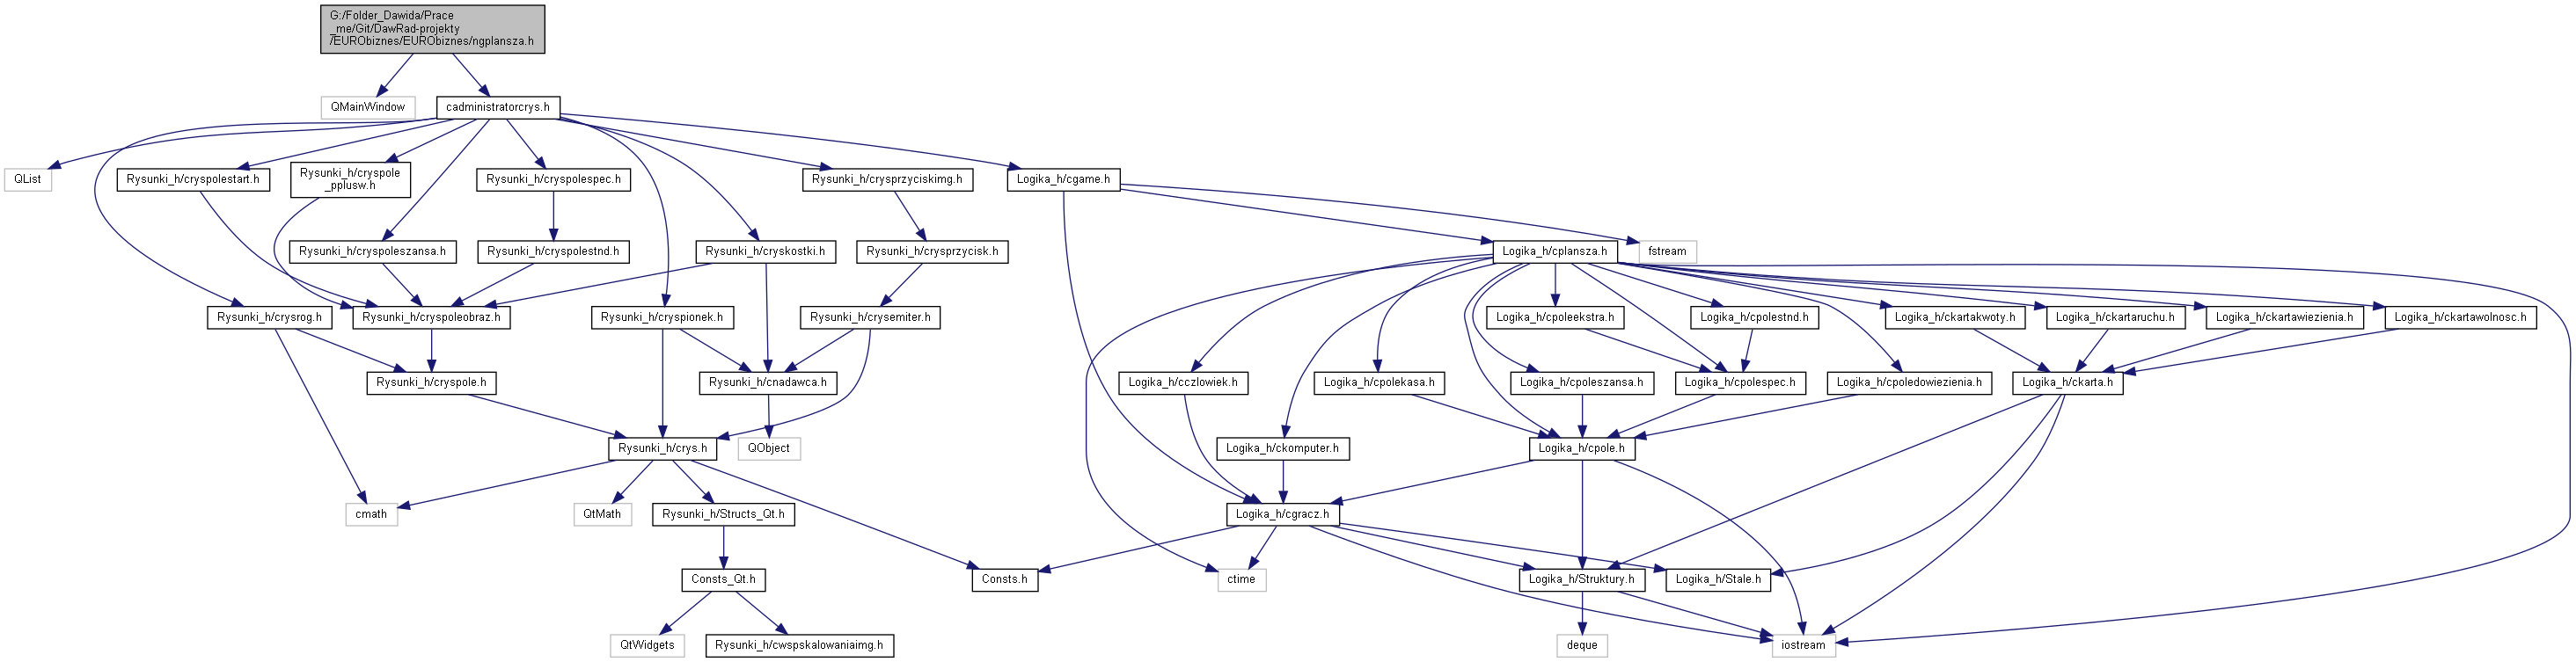 G:/Folder_Dawida/Prace
_me/Git/DawRad-projekty
/EURObiznes/EURObiznes/ngplansza.h
QMainWindow
cadministratorcrys.h
QList
Rysunki_h/cryspolestart.h
Rysunki_h/cryspole
_pplusw.h
Rysunki_h/cryspolespec.h
Rysunki_h/crysprzyciskimg.h
Logika_h/cgame.h
Rysunki_h/cryspoleszansa.h
Rysunki_h/cryspolestnd.h
Rysunki_h/cryskostki.h
Rysunki_h/crysprzycisk.h
Logika_h/cplansza.h
fstream
Rysunki_h/crysrog.h
Rysunki_h/cryspoleobraz.h
Rysunki_h/cryspionek.h
Rysunki_h/crysemiter.h
Logika_h/cpoleekstra.h
Logika_h/cpolestnd.h
Logika_h/ckartakwoty.h
Logika_h/ckartaruchu.h
Logika_h/ckartawiezienia.h
Logika_h/ckartawolnosc.h
Rysunki_h/cryspole.h
Rysunki_h/cnadawca.h
Logika_h/cczlowiek.h
Logika_h/cpolekasa.h
Logika_h/cpoleszansa.h
Logika_h/cpolespec.h
Logika_h/cpoledowiezienia.h
Logika_h/ckarta.h
Rysunki_h/crys.h
QObject
Logika_h/ckomputer.h
Logika_h/cpole.h
cmath
QtMath
Rysunki_h/Structs_Qt.h
Logika_h/cgracz.h
Consts_Qt.h
Consts.h
ctime
Logika_h/Struktury.h
Logika_h/Stale.h
QtWidgets
Rysunki_h/cwspskalowaniaimg.h
deque
iostream